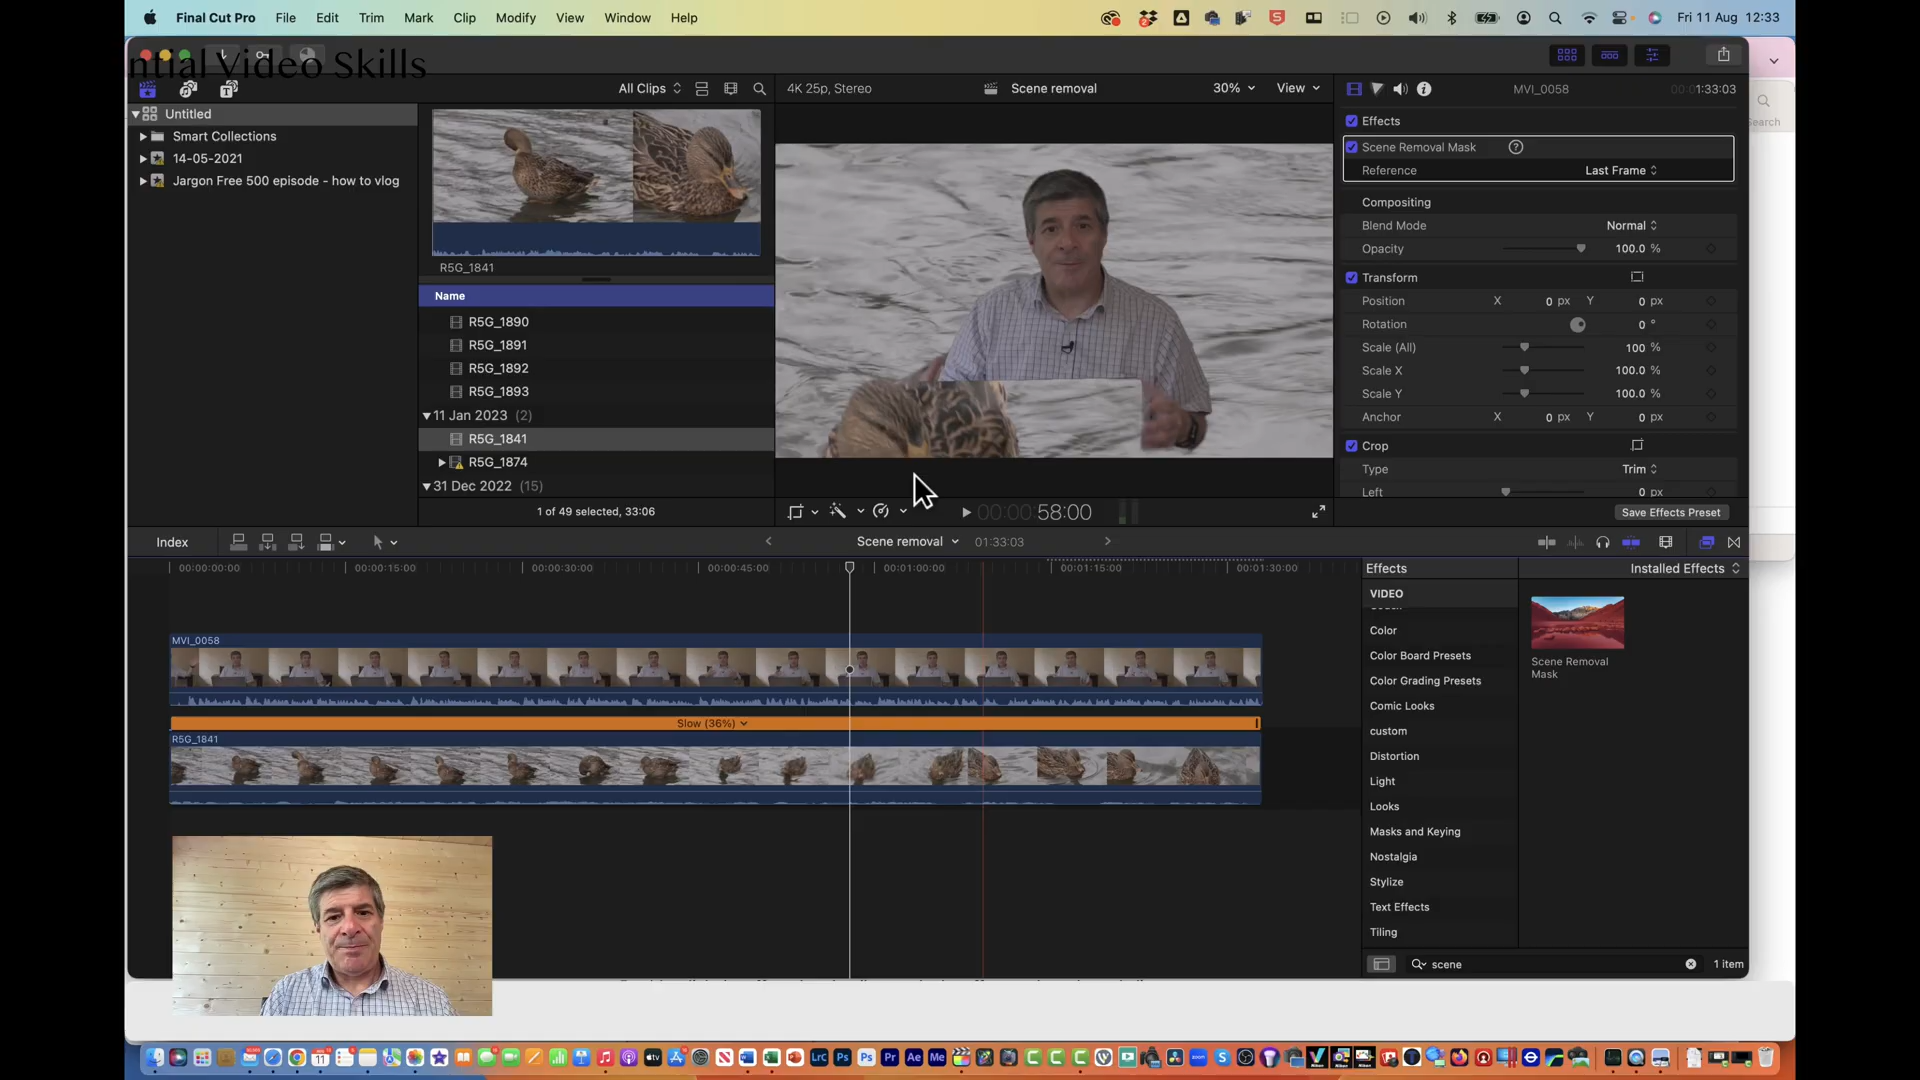 Final Cut Pro File Edit Trim Mark Clip Modify View Window Help Fri 11 Aug 12:33
ntial Video Skills
All Clips 4K 25p, Stereo Scene removal 30% View MVI_0058 00:00 1:33:03
Search
Untitled
Smart Collections
14-05-2021
Jargon Free 500 episode - how to vlog
R5G_1841
Name
R5G_1890
R5G_1891
R5G_1892
R5G_1893
11 Jan 2023 (2)
R5G_1841
R5G_1874
31 Dec 2022 (15)
1 of 49 selected, 33:06
00:00:58:00
Effects
Scene Removal Mask
Reference Last Frame
Compositing
Blend Mode Normal
Opacity 100.0 %
Transform
Position X 0 px Y 0 px
Rotation 0 °
Scale (All) 100 %
Scale X 100.0 %
Scale Y 100.0 %
Anchor X 0 px Y 0 px
Crop
Type Trim
Left 0 px
Save Effects Preset
Index Scene removal 01:33:03
00:00:00:00 00:00:15:00 00:00:30:00 00:00:45:00 00:01:00:00 00:01:15:00 00:01:30:00
MVI_0058
Slow (36%)
R5G_1841
Effects Installed Effects
VIDEO
Color
Color Board Presets
Color Grading Presets
Comic Looks
custom
Distortion
Light
Looks
Masks and Keying
Nostalgia
Stylize
Text Effects
Tiling
Scene Removal
Mask
scene 1 item
LrC Ps Ps Pr Ae Me